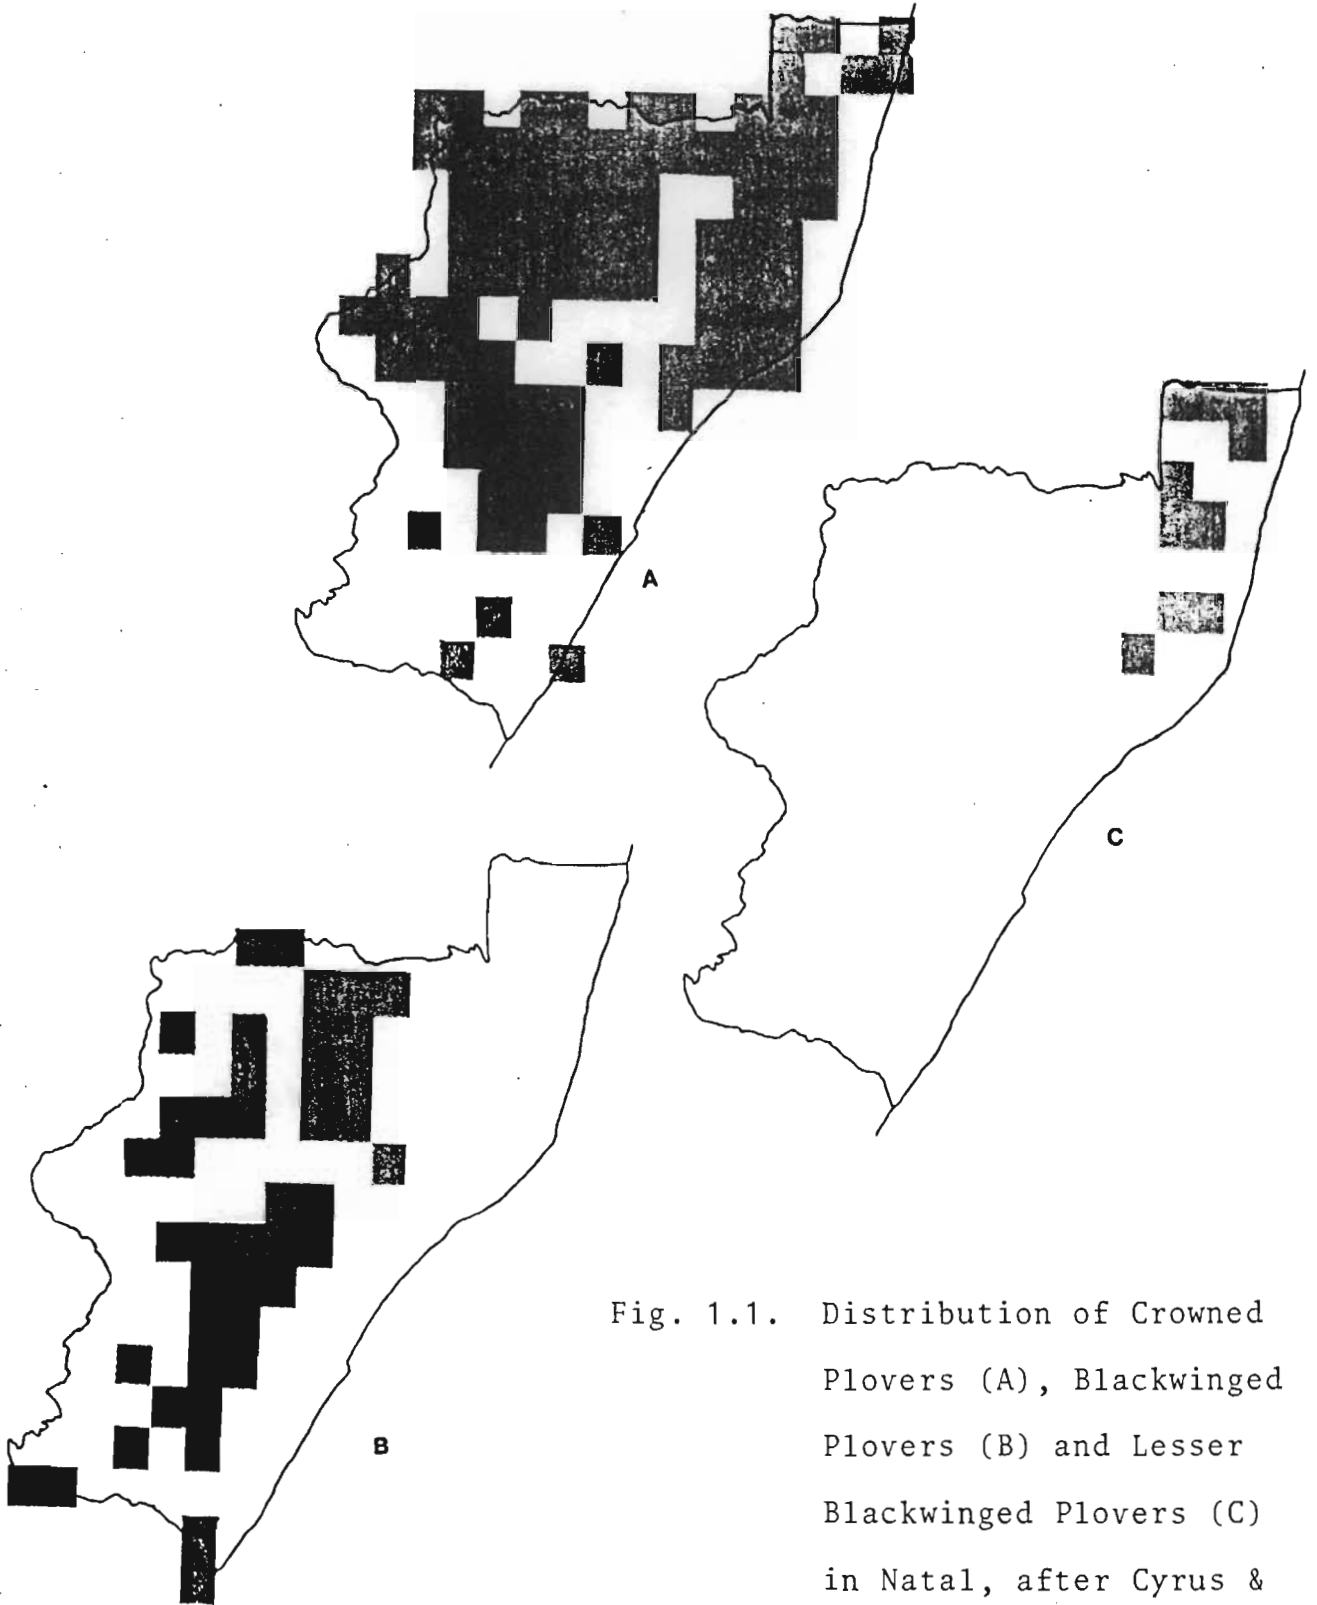 A
C
B
Fig. 1.1. Distribution of Crowned
Plovers (A), Blackwinged
Plovers (B) and Lesser
Blackwinged Plovers (C)
in Natal, after Cyrus &